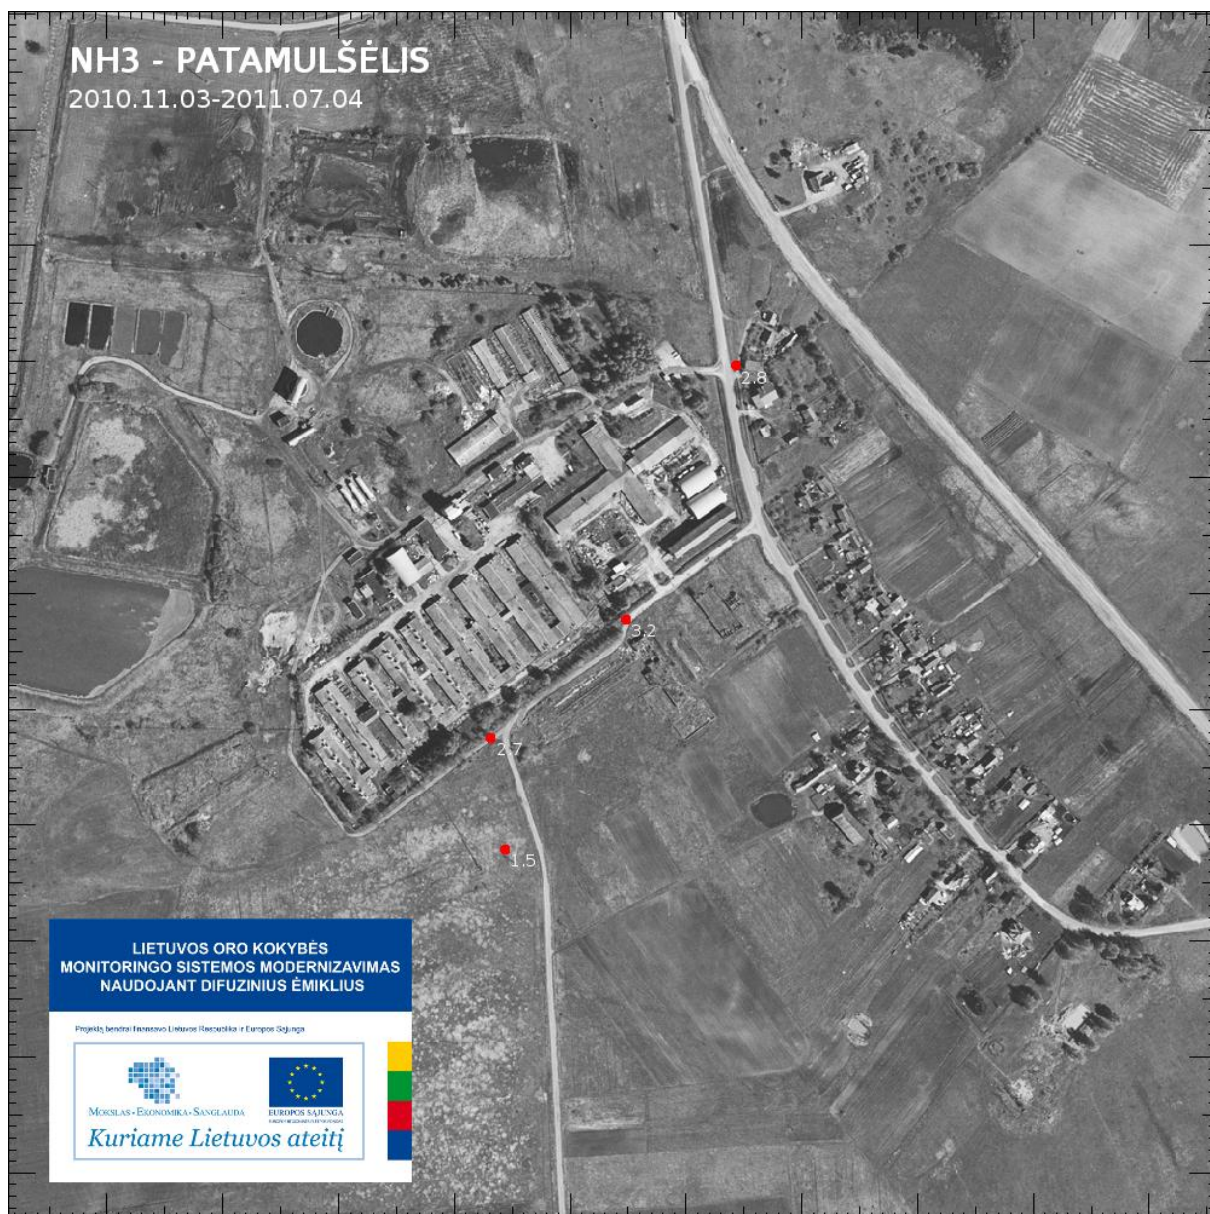 NH3 - PATAMULŠĖLIS
2010.11.03-2011.07.04
2.8
3.2
2.7
1.5
LIETUVOS ORO KOKYBĖS
MONITORINGO SISTEMOS MODERNIZAVIMAS
NAUDOJANT DIFUZINIUS ĖMIKLIUS
Projektą bendrai finansavo Lietuvos Respublika ir Europos Sąjunga
MOKSLAS • EKONOMIKA • SANGLAUDA
EUROPOS SĄJUNGA
Kuriame Lietuvos ateitį